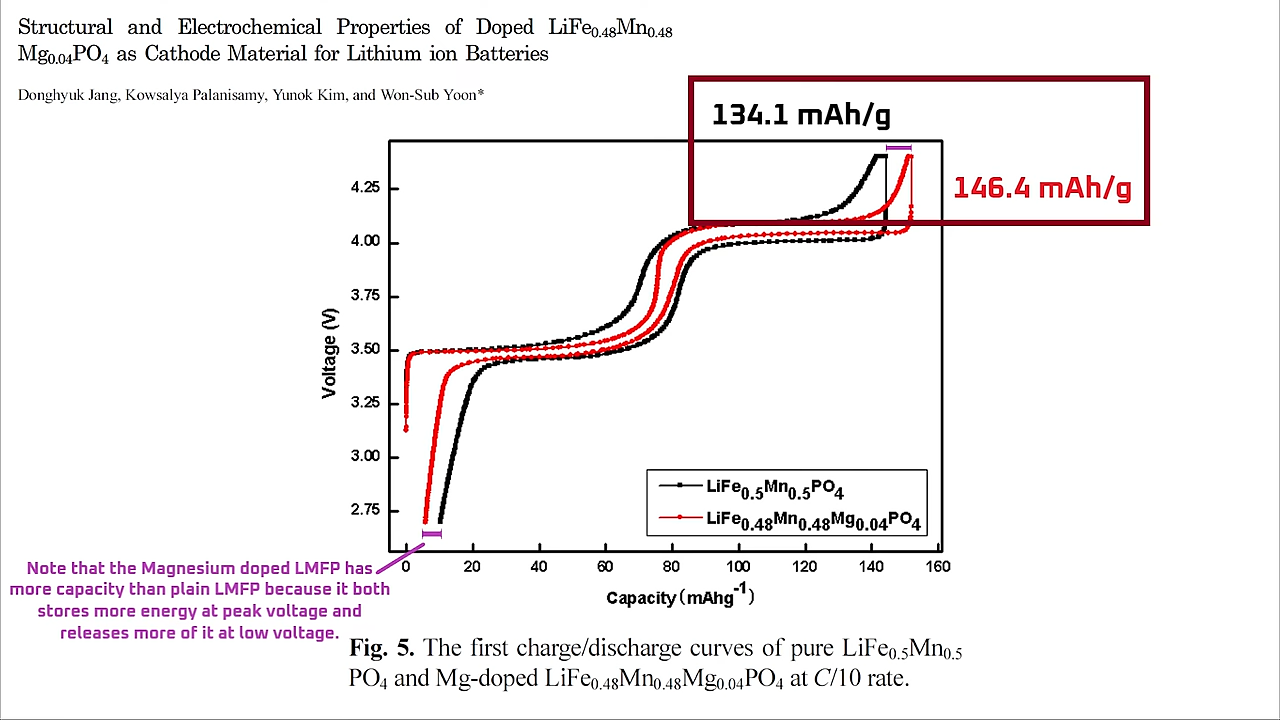 Structural and Electrochemical Properties of Doped LiFe0.48Mn0.48
Mg0.04PO4 as Cathode Material for Lithium ion Batteries
Donghyuk Jang, Kowsalya Palanisamy, Yunok Kim, and Won-Sub Yoon*
134.1 mAh/g
146.4 mAh/g
4.25
4.00
3.75
3.50
3.25
3.00
2.75
Voltage (V)
LiFe0.5Mn0.5PO4
LiFe0.48Mn0.48Mg0.04PO4
0 20 40 60 80 100 120 140 160
Capacity (mAhg-1)
Note that the Magnesium doped LMFP has
more capacity than plain LMFP because it both
stores more energy at peak voltage and
releases more of it at low voltage.
Fig. 5. The first charge/discharge curves of pure LiFe0.5Mn0.5
PO4 and Mg-doped LiFe0.48Mn0.48Mg0.04PO4 at C/10 rate.